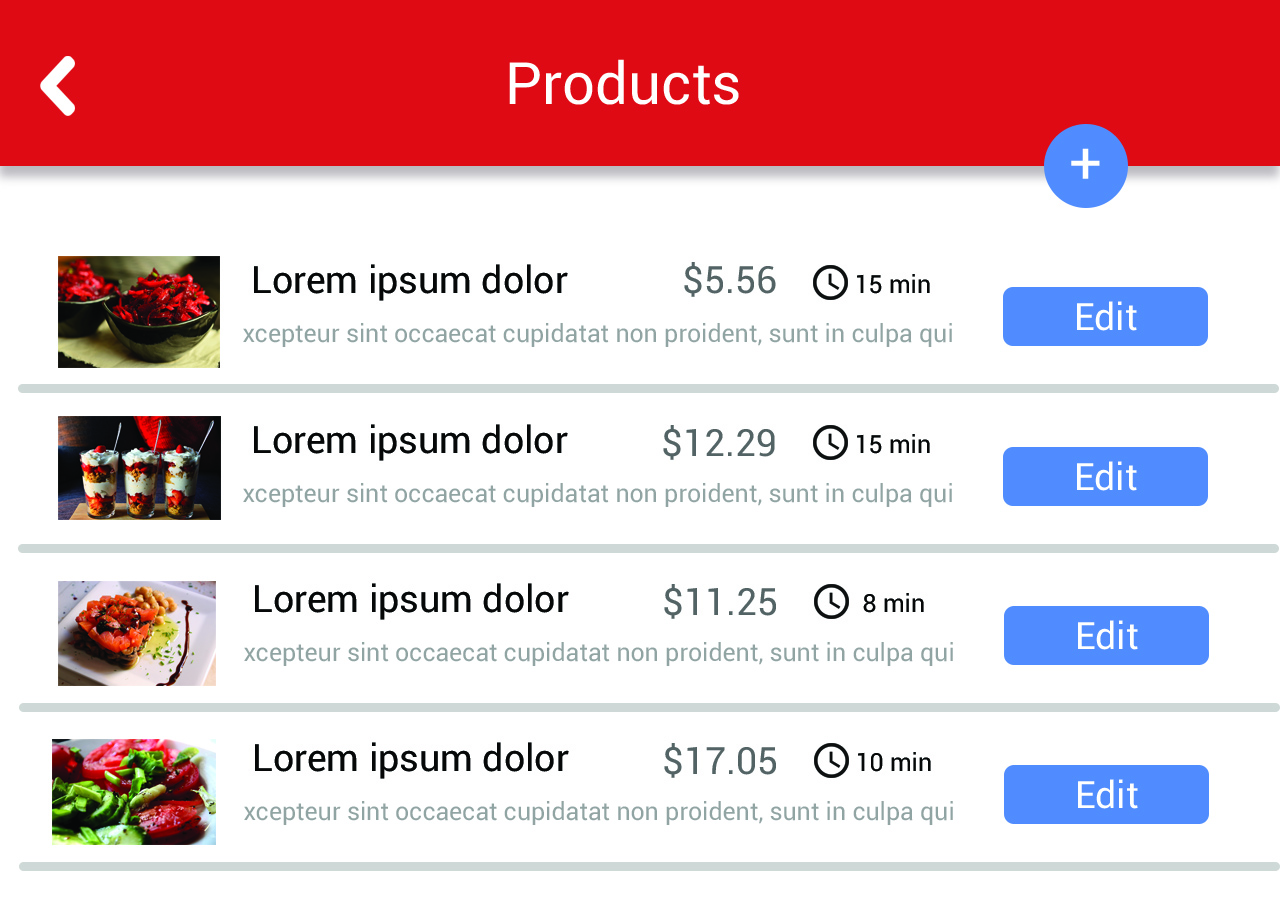 Products
+
Lorem ipsum dolor $5.56 15 min
xcepteur sint occaecat cupidatat non proident, sunt in culpa qui
Edit
Lorem ipsum dolor $12.29 15 min
xcepteur sint occaecat cupidatat non proident, sunt in culpa qui
Edit
Lorem ipsum dolor $11.25 8 min
xcepteur sint occaecat cupidatat non proident, sunt in culpa qui
Edit
Lorem ipsum dolor $17.05 10 min
xcepteur sint occaecat cupidatat non proident, sunt in culpa qui
Edit